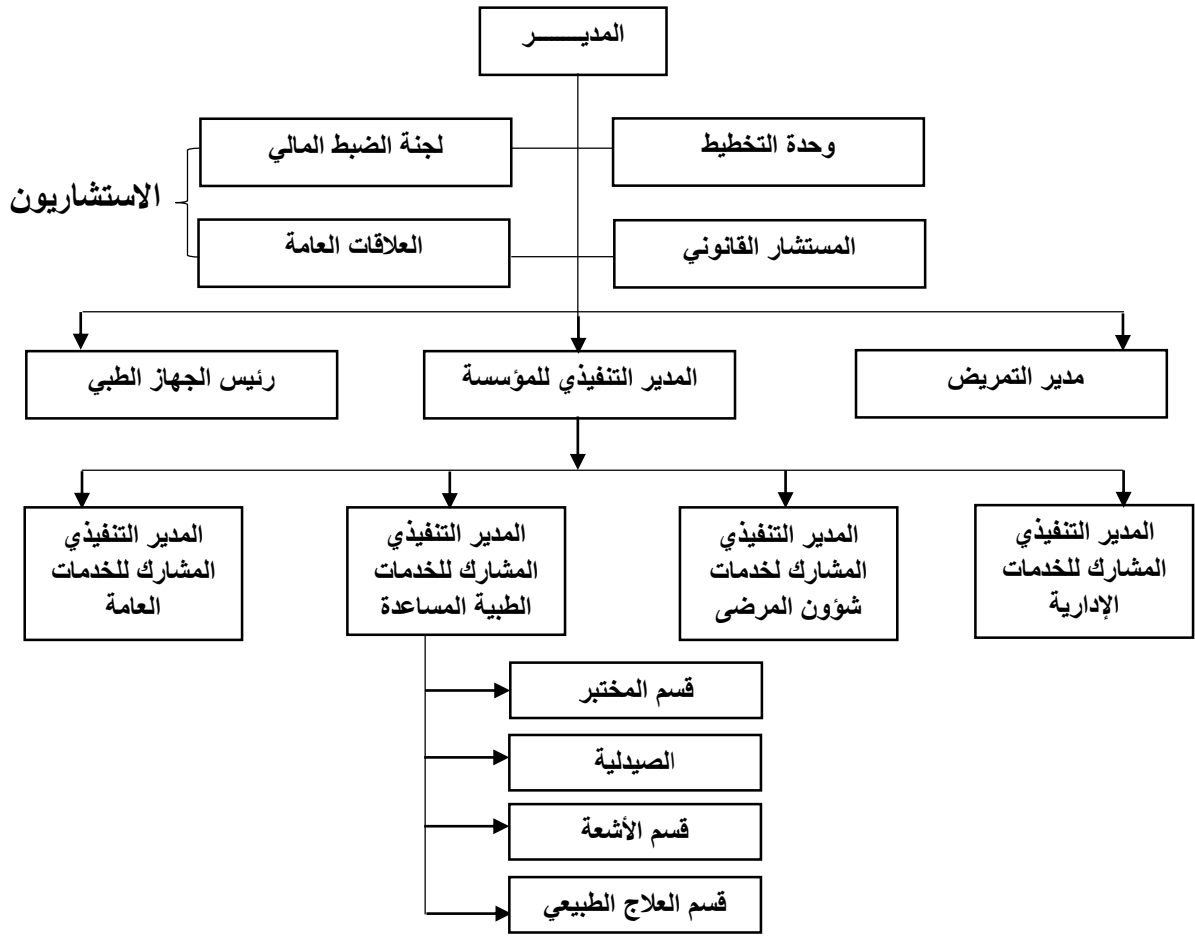 المديـــــــر
وحدة التخطيط
لجنة الضبط المالي
الاستشاريون
المستشار القانوني
العلاقات العامة
مدير التمريض
المدير التنفيذي للمؤسسة
رئيس الجهاز الطبي
المدير التنفيذي
المشارك للخدمات
الإدارية
المدير التنفيذي
المشارك لخدمات
شؤون المرضى
المدير التنفيذي
المشارك للخدمات
الطبية المساعدة
المدير التنفيذي
المشارك للخدمات
العامة
قسم المختبر
الصيدلية
قسم الأشعة
قسم العلاج الطبيعي